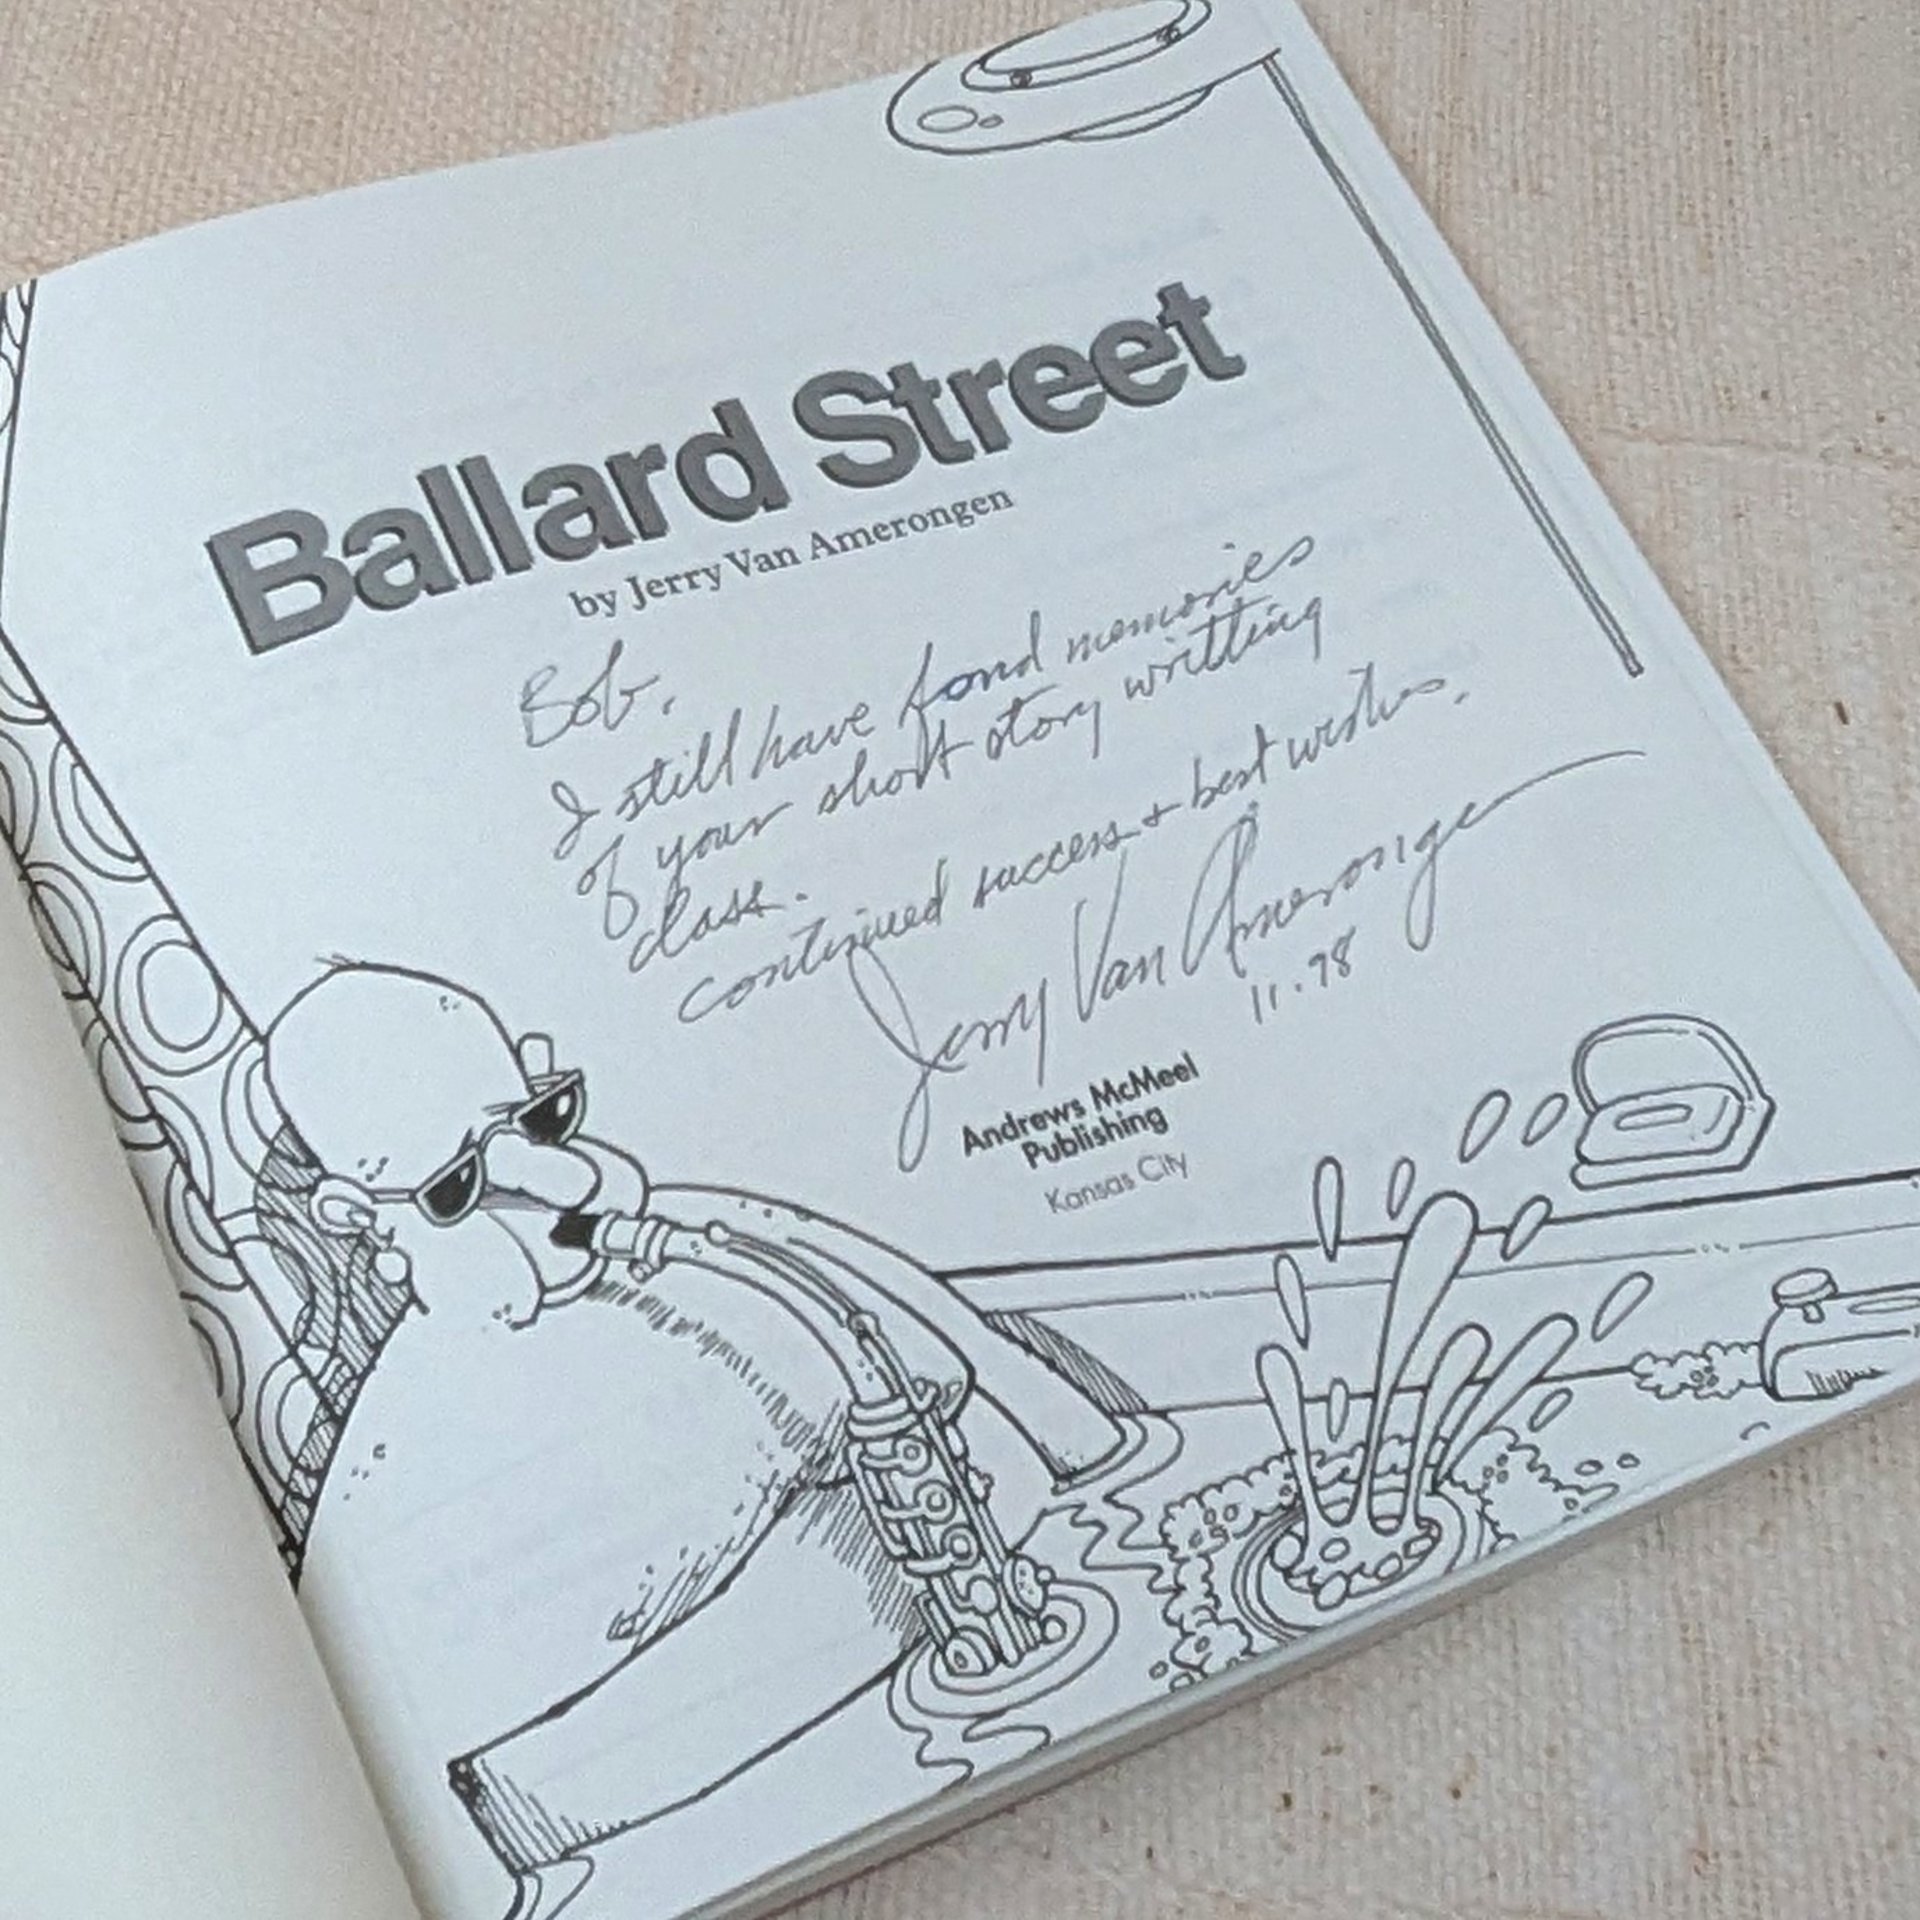 Ballard Street
by Jerry Van Amerongen
Bob,
I still have fond memories
of your short story writting
class.
continued success + best wishes.
Jerry Van Amerongen
11.98
Andrews McMeel
Publishing
Kansas City